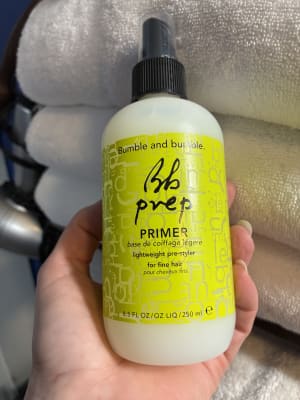 Bumble and bumble.
Bb
prep
PRIMER
base de coiffage légère
lightweight pre-styler
for fine hair
pour cheveux fins
8.5 FL/OZ/OZ LIQ / 250 ml ℮